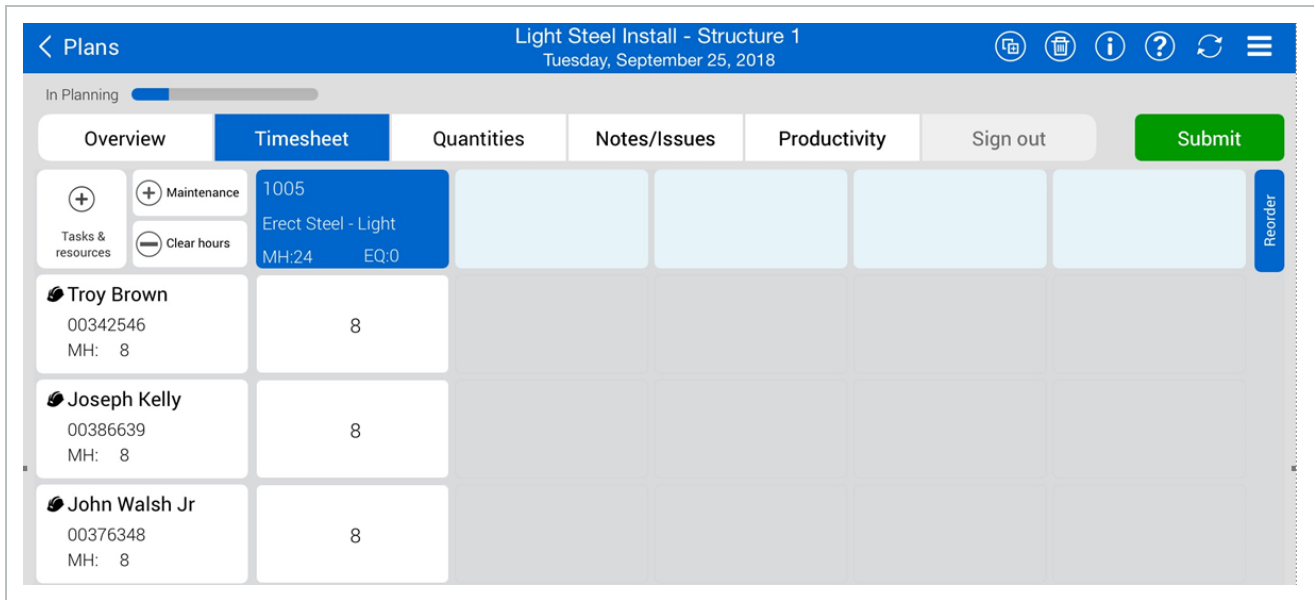 Plans
Light Steel Install - Structure 1
Tuesday, September 25, 2018
In Planning
Overview
Timesheet
Quantities
Notes/Issues
Productivity
Sign out
Submit
Tasks &
resources
Maintenance
Clear hours
1005
Erect Steel - Light
MH:24 EQ:0
Reorder
Troy Brown
00342546
MH: 8
8
Joseph Kelly
00386639
MH: 8
8
John Walsh Jr
00376348
MH: 8
8